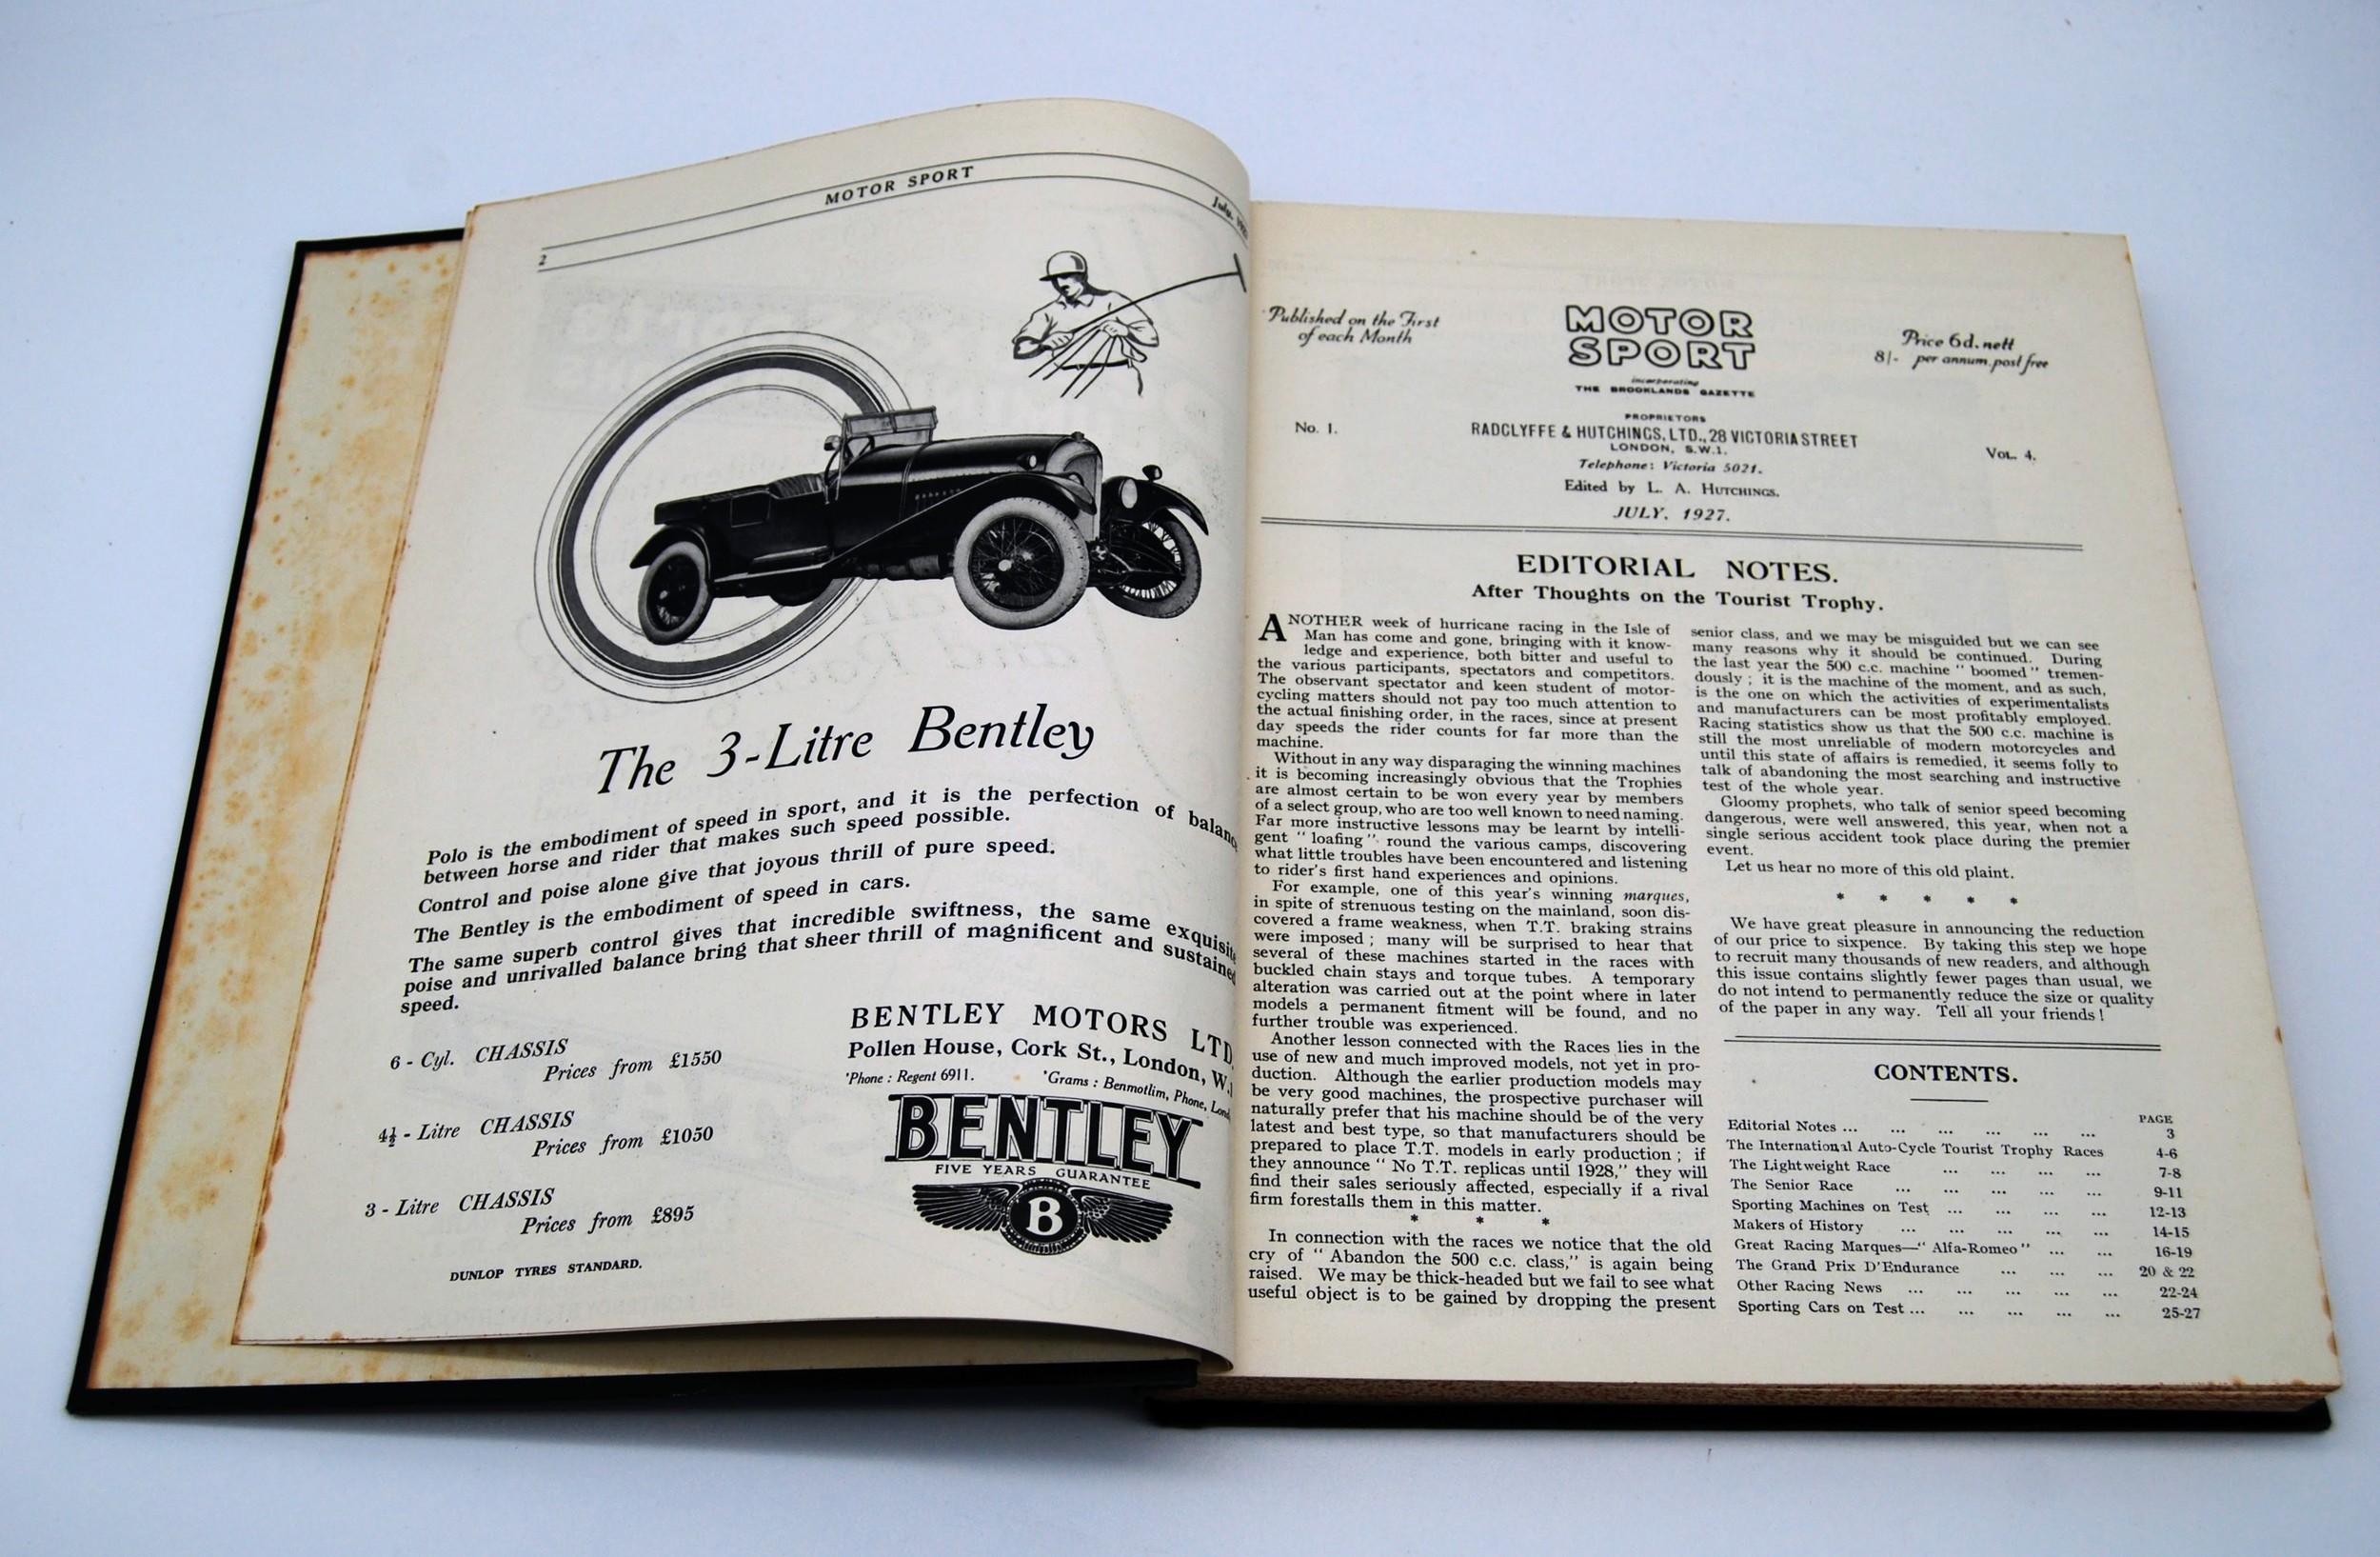 MOTOR SPORT
July,
2
The 3-Litre Bentley
Polo is the embodiment of speed in sport, and it is the perfection of balance
between horse and rider that makes such speed possible.
Control and poise alone give that joyous thrill of pure speed.
The Bentley is the embodiment of speed in cars.
The same superb control gives that incredible swiftness, the same exquisite
poise and unrivalled balance bring that sheer thrill of magnificent and sustained
speed.
6 - Cyl. CHASSIS
Prices from £1550
4½ - Litre CHASSIS
Prices from £1050
3 - Litre CHASSIS
Prices from £895
DUNLOP TYRES STANDARD.
BENTLEY MOTORS LTD
Pollen House, Cork St., London, W.1
'Phone : Regent 6911. 'Grams : Benmotlim, Phone,
BENTLEY
FIVE YEARS GUARANTEE
B
Published on the First
of each Month
MOTOR
SPORT
incorporating
THE BROOKLANDS GAZETTE
Price 6d. nett
8/- per annum post free
PROPRIETORS
RADCLYFFE & HUTCHINGS, LTD., 28 VICTORIA STREET
LONDON, S.W.1.
No. 1.
Vol. 4.
Telephone: Victoria 5021.
Edited by L. A. Hutchings.
JULY, 1927.
EDITORIAL NOTES.
After Thoughts on the Tourist Trophy.
ANOTHER week of hurricane racing in the Isle of
Man has come and gone, bringing with it know-
ledge and experience, both bitter and useful to
the various participants, spectators and competitors.
The observant spectator and keen student of motor-
cycling matters should not pay too much attention to
the actual finishing order, in the races, since at present
day speeds the rider counts for far more than the
machine.
Without in any way disparaging the winning machines
it is becoming increasingly obvious that the Trophies
are almost certain to be won every year by members
of a select group, who are too well known to need naming.
Far more instructive lessons may be learnt by intelli-
gent " loafing " round the various camps, discovering
what little troubles have been encountered and listening
to rider's first hand experiences and opinions.
For example, one of this year's winning marques,
in spite of strenuous testing on the mainland, soon dis-
covered a frame weakness, when T.T. braking strains
were imposed ; many will be surprised to hear that
several of these machines started in the races with
buckled chain stays and torque tubes. A temporary
alteration was carried out at the point where in later
models a permanent fitment will be found, and no
further trouble was experienced.
Another lesson connected with the Races lies in the
use of new and much improved models, not yet in pro-
duction. Although the earlier production models may
be very good machines, the prospective purchaser will
naturally prefer that his machine should be of the very
latest and best type, so that manufacturers should be
prepared to place T.T. models in early production ; if
they announce " No T.T. replicas until 1928," they will
find their sales seriously affected, especially if a rival
firm forestalls them in this matter.
* * *
In connection with the races we notice that the old
cry of " Abandon the 500 c.c. class," is again being
raised. We may be thick-headed but we fail to see what
useful object is to be gained by dropping the present
senior class, and we may be misguided but we can see
many reasons why it should be continued. During
the last year the 500 c.c. machine " boomed " tremen-
dously ; it is the machine of the moment, and as such,
is the one on which the activities of experimentalists
and manufacturers can be most profitably employed.
Racing statistics show us that the 500 c.c. machine is
still the most unreliable of modern motorcycles and
until this state of affairs is remedied, it seems folly to
talk of abandoning the most searching and instructive
test of the whole year.
Gloomy prophets, who talk of senior speed becoming
dangerous, were well answered, this year, when not a
single serious accident took place during the premier
event.
Let us hear no more of this old plaint.
* * * * *
We have great pleasure in announcing the reduction
of our price to sixpence. By taking this step we hope
to recruit many thousands of new readers, and although
this issue contains slightly fewer pages than usual, we
do not intend to permanently reduce the size or quality
of the paper in any way. Tell all your friends !
CONTENTS.
PAGE
Editorial Notes ... ... ... ... ... ... 3
The International Auto-Cycle Tourist Trophy Races 4-6
The Lightweight Race ... ... ... ... 7-8
The Senior Race ... ... ... ... ... 9-11
Sporting Machines on Test ... ... ... ... 12-13
Makers of History ... ... ... ... ... 14-15
Great Racing Marques—" Alfa-Romeo " ... ... 16-19
The Grand Prix D'Endurance ... ... ... 20 & 22
Other Racing News ... ... ... ... ... 22-24
Sporting Cars on Test ... ... ... ... ... 25-27